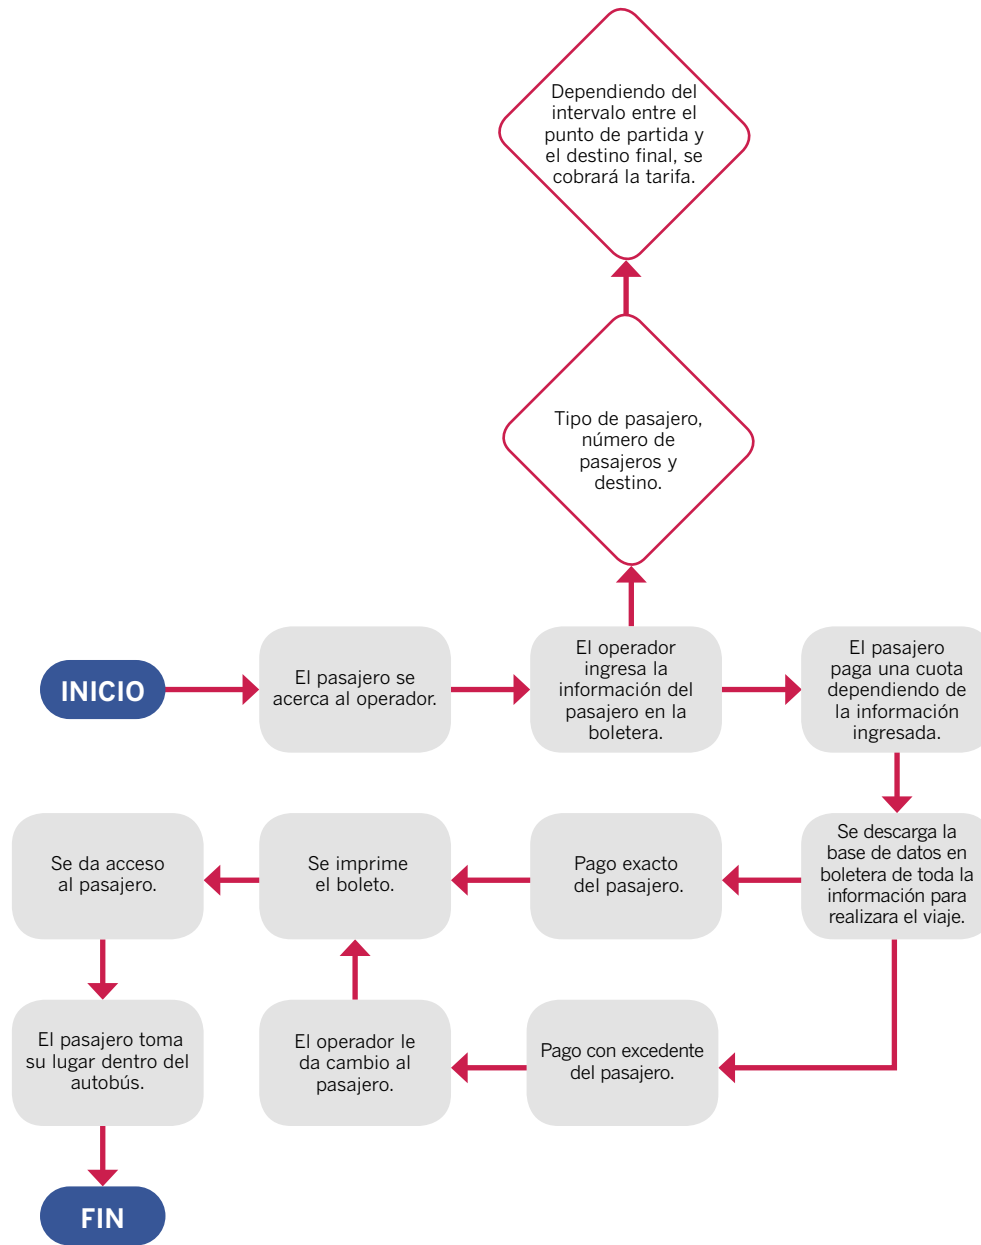 Dependiendo del
intervalo entre el
punto de partida y
el destino final, se
cobrará la tarifa.
Tipo de pasajero,
número de
pasajeros y
destino.
INICIO
El pasajero se
acerca al operador.
El operador
ingresa la
información del
pasajero en la
boletera.
El pasajero
paga una cuota
dependiendo de
la información
ingresada.
Se descarga la
base de datos en
boletera de toda la
información para
realizara el viaje.
Pago exacto
del pasajero.
Se imprime
el boleto.
Se da acceso
al pasajero.
Pago con excedente
del pasajero.
El operador le
da cambio al
pasajero.
El pasajero toma
su lugar dentro del
autobús.
FIN